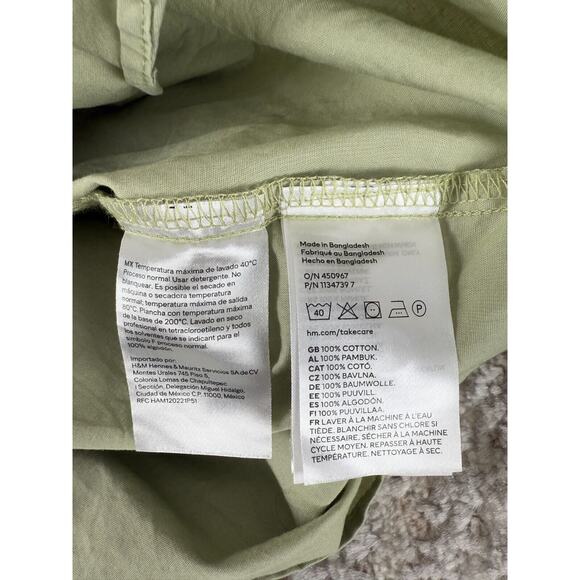 MX Temperatura máxima de lavado 40°C
Proceso normal Usar detergente. No
blanquear. Es posible el secado en
máquina o secadora temperatura
normal; temperatura máxima de salida
80°C. Plancha con temperatura máxima
de la base de 200°C. Lavado en seco
profesional en tetracloroetileno y todos
los solventes que se indican para el
símbolo F proceso normal.
100% algodón.
Importado por:
H&M Hennes & Mauritz Servicios SA de CV
Montes Urales 745 Piso 5,
Colonia Lomas de Chapultepec
I Sección, Delegación Miguel Hidalgo,
Ciudad de México C.P. 11000, México
RFC HAM120221P51
Made in Bangladesh
Fabriqué au Bangladesh
Hecho en Bangladesh
O/N 450967
P/N 1134739 7
40 P
hm.com/takecare
GB 100% COTTON.
AL 100% PAMBUK.
CAT 100% COTÓ.
CZ 100% BAVLNA.
DE 100% BAUMWOLLE.
EE 100% PUUVILL.
ES 100% ALGODÓN.
FI 100% PUUVILLAA.
FR LAVER À LA MACHINE À L'EAU
TIÈDE. BLANCHIR SANS CHLORE SI
NÉCESSAIRE. SÉCHER À LA MACHINE
CYCLE MOYEN. REPASSER À HAUTE
TEMPÉRATURE. NETTOYAGE À SEC.